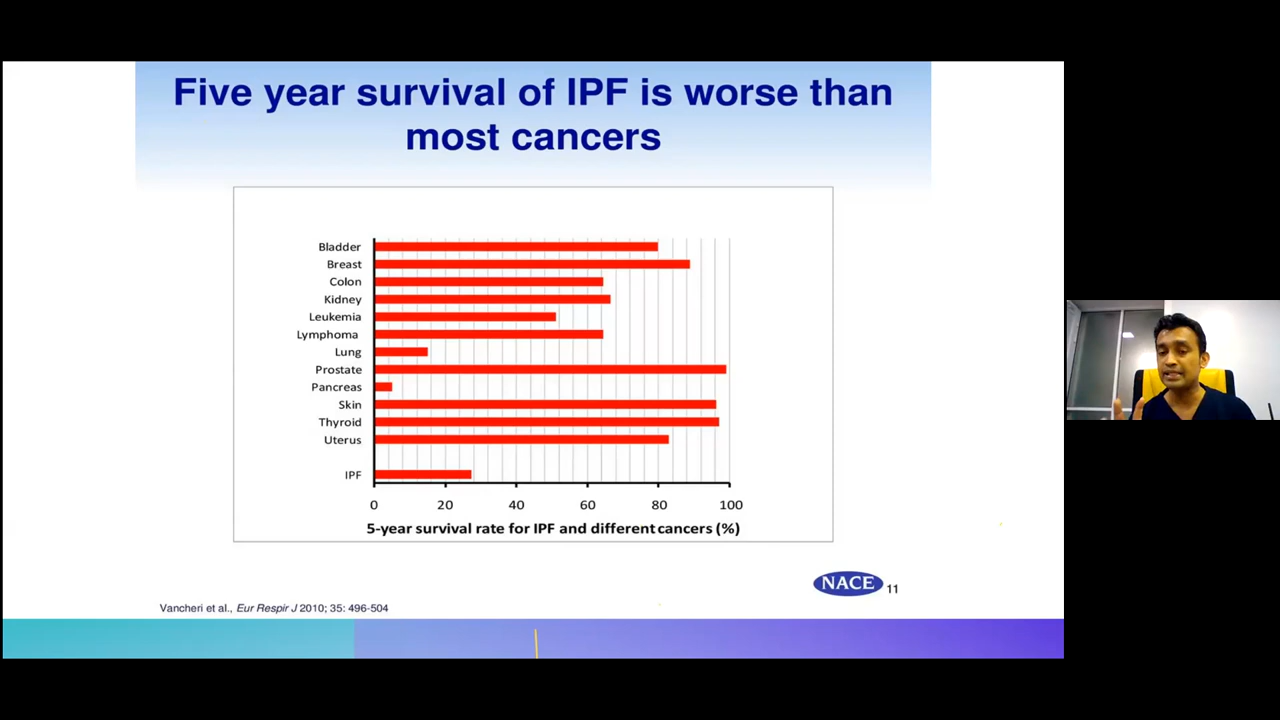 Five year survival of IPF is worse than
most cancers
Bladder
Breast
Colon
Kidney
Leukemia
Lymphoma
Lung
Prostate
Pancreas
Skin
Thyroid
Uterus
IPF
0 20 40 60 80 100
5-year survival rate for IPF and different cancers (%)
NACE 11
Vancheri et al., Eur Respir J 2010; 35: 496-504